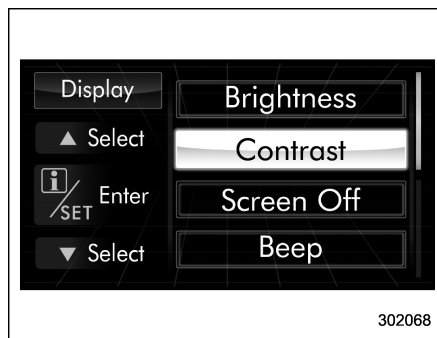 Display
▲ Select
i/SET Enter
▼ Select
Brightness
Contrast
Screen Off
Beep
302068